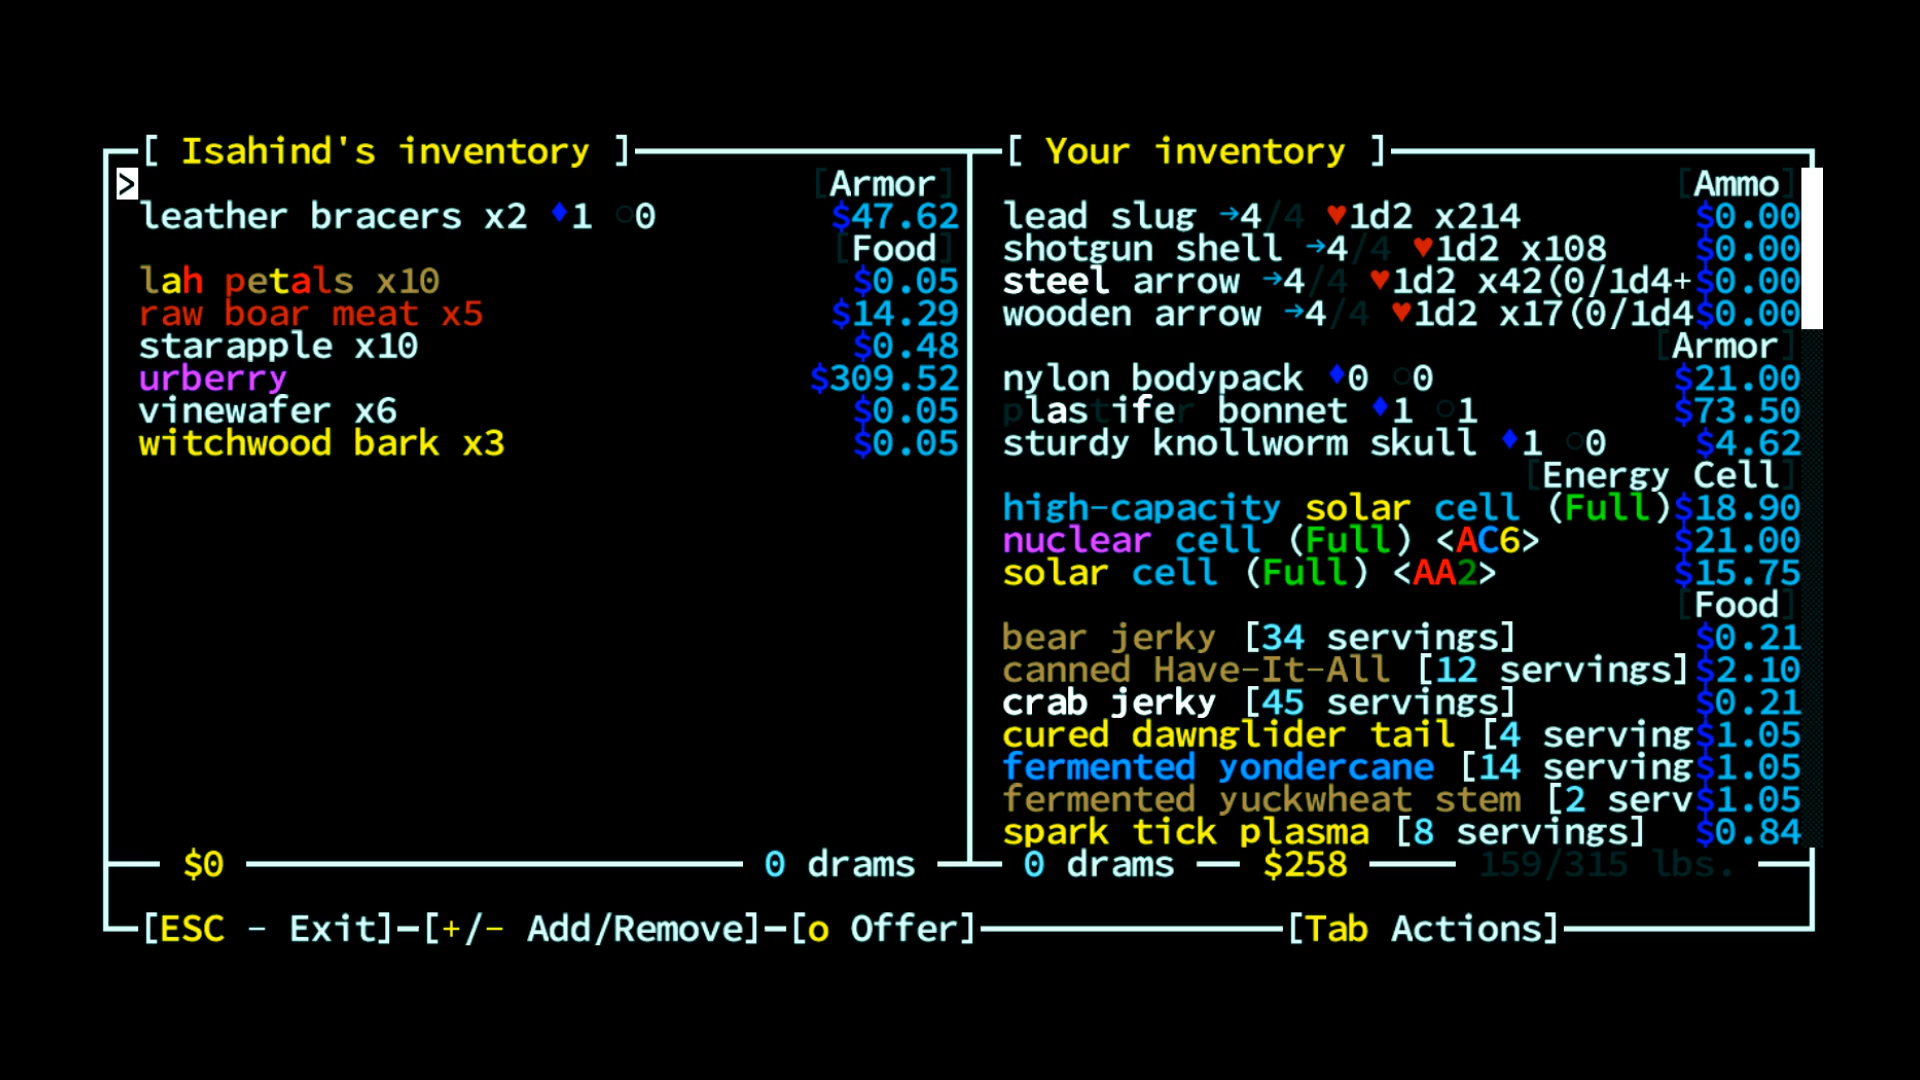 [ Isahind's inventory ]
>
[Armor]
leather bracers x2 ♦1 ○0 $47.62
[Food]
lah petals x10 $0.05
raw boar meat x5 $14.29
starapple x10 $0.48
urberry $309.52
vinewafer x6 $0.05
witchwood bark x3 $0.05
$0
0 drams
[ Your inventory ]
[Ammo]
lead slug →4/4 ♥1d2 x214 $0.00
shotgun shell →4/4 ♥1d2 x108 $0.00
steel arrow →4/4 ♥1d2 x42(0/1d4+ $0.00
wooden arrow →4/4 ♥1d2 x17(0/1d4 $0.00
[Armor]
nylon bodypack ♦0 ○0 $21.00
plastifer bonnet ♦1 ○1 $73.50
sturdy knollworm skull ♦1 ○0 $4.62
[Energy Cell]
high-capacity solar cell (Full) $18.90
nuclear cell (Full) <AC6> $21.00
solar cell (Full) <AA2> $15.75
[Food]
bear jerky [34 servings] $0.21
canned Have-It-All [12 servings] $2.10
crab jerky [45 servings] $0.21
cured dawnglider tail [4 serving $1.05
fermented yondercane [14 serving $1.05
fermented yuckwheat stem [2 serv $1.05
spark tick plasma [8 servings] $0.84
0 drams $258 159/315 lbs.
[ESC - Exit] [+/- Add/Remove] [o Offer] [Tab Actions]